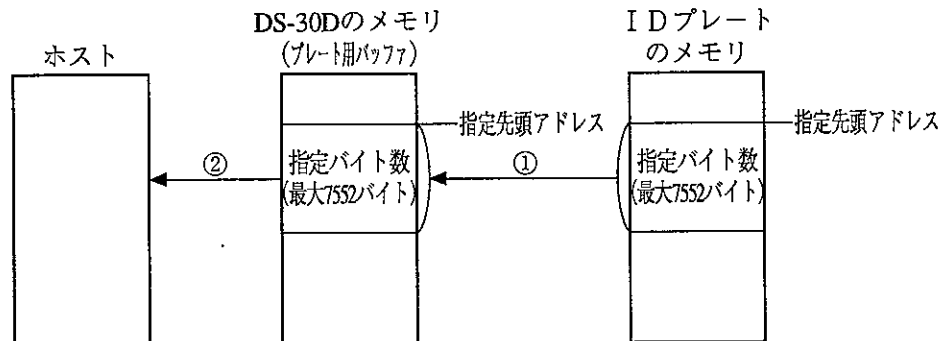 ホスト
DS-30Dのメモリ
(プレート用バッファ)
IDプレート
のメモリ
指定先頭アドレス
指定先頭アドレス
②
指定バイト数
(最大7552バイト)
①
指定バイト数
(最大7552バイト)